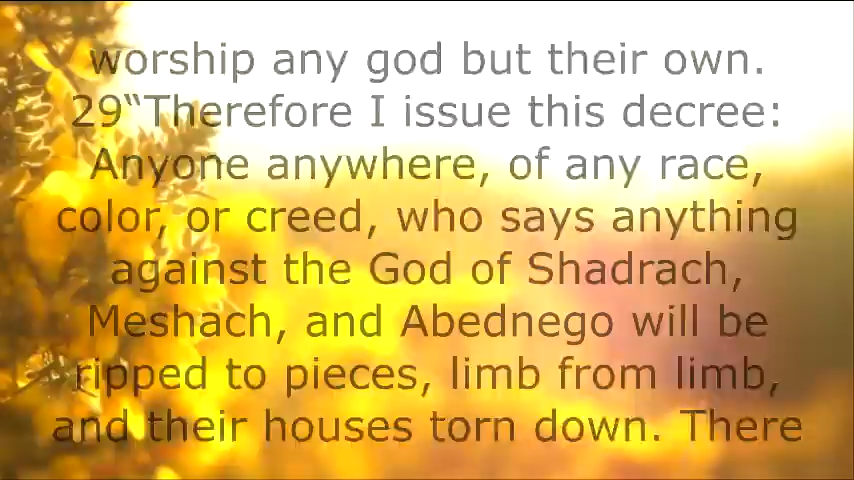 worship any god but their own.
29“Therefore I issue this decree:
Anyone anywhere, of any race,
color, or creed, who says anything
against the God of Shadrach,
Meshach, and Abednego will be
ripped to pieces, limb from limb,
and their houses torn down. There